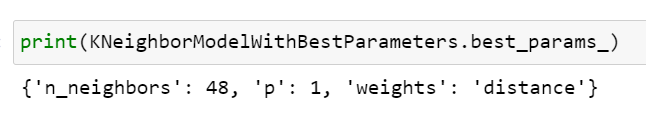 print(KNeighborModelWithBestParameters.best_params_)
{'n_neighbors': 48, 'p': 1, 'weights': 'distance'}